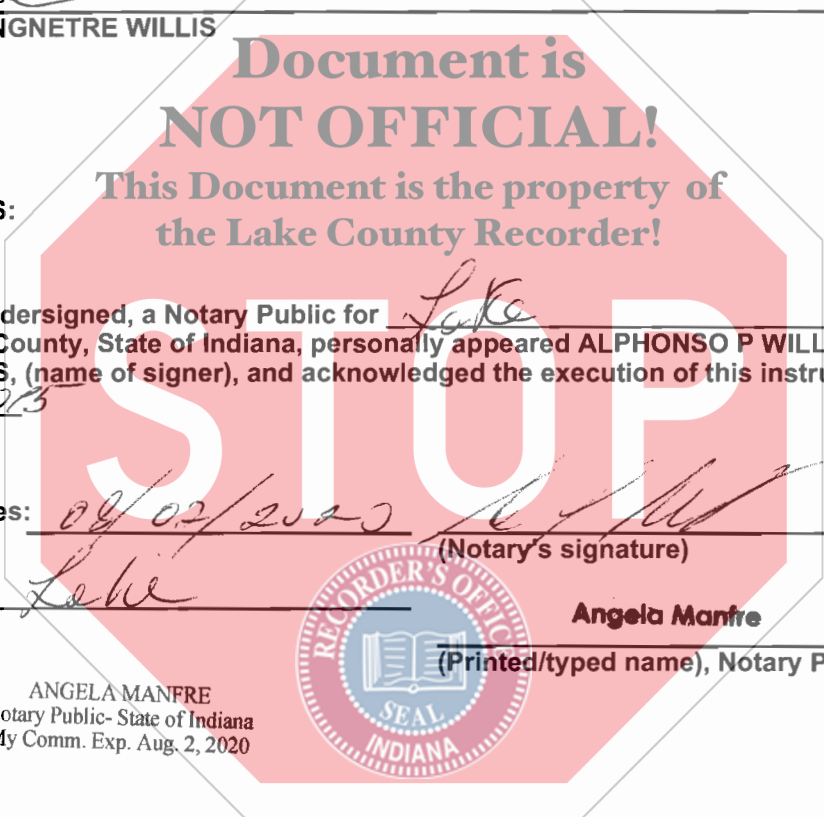 NGNETRE WILLIS
Document is
NOT OFFICIAL!
This Document is the property of
the Lake County Recorder!
S:
dersigned, a Notary Public for Lake
County, State of Indiana, personally appeared ALPHONSO P WILL
S, (name of signer), and acknowledged the execution of this instru
STOP
es: 08/02/2020
(Notary's signature)
Lake
Angela Manfre
(Printed/typed name), Notary P
RECORDER'S OFFICE
SEAL
INDIANA
ANGELA MANFRE
otary Public- State of Indiana
My Comm. Exp. Aug. 2, 2020